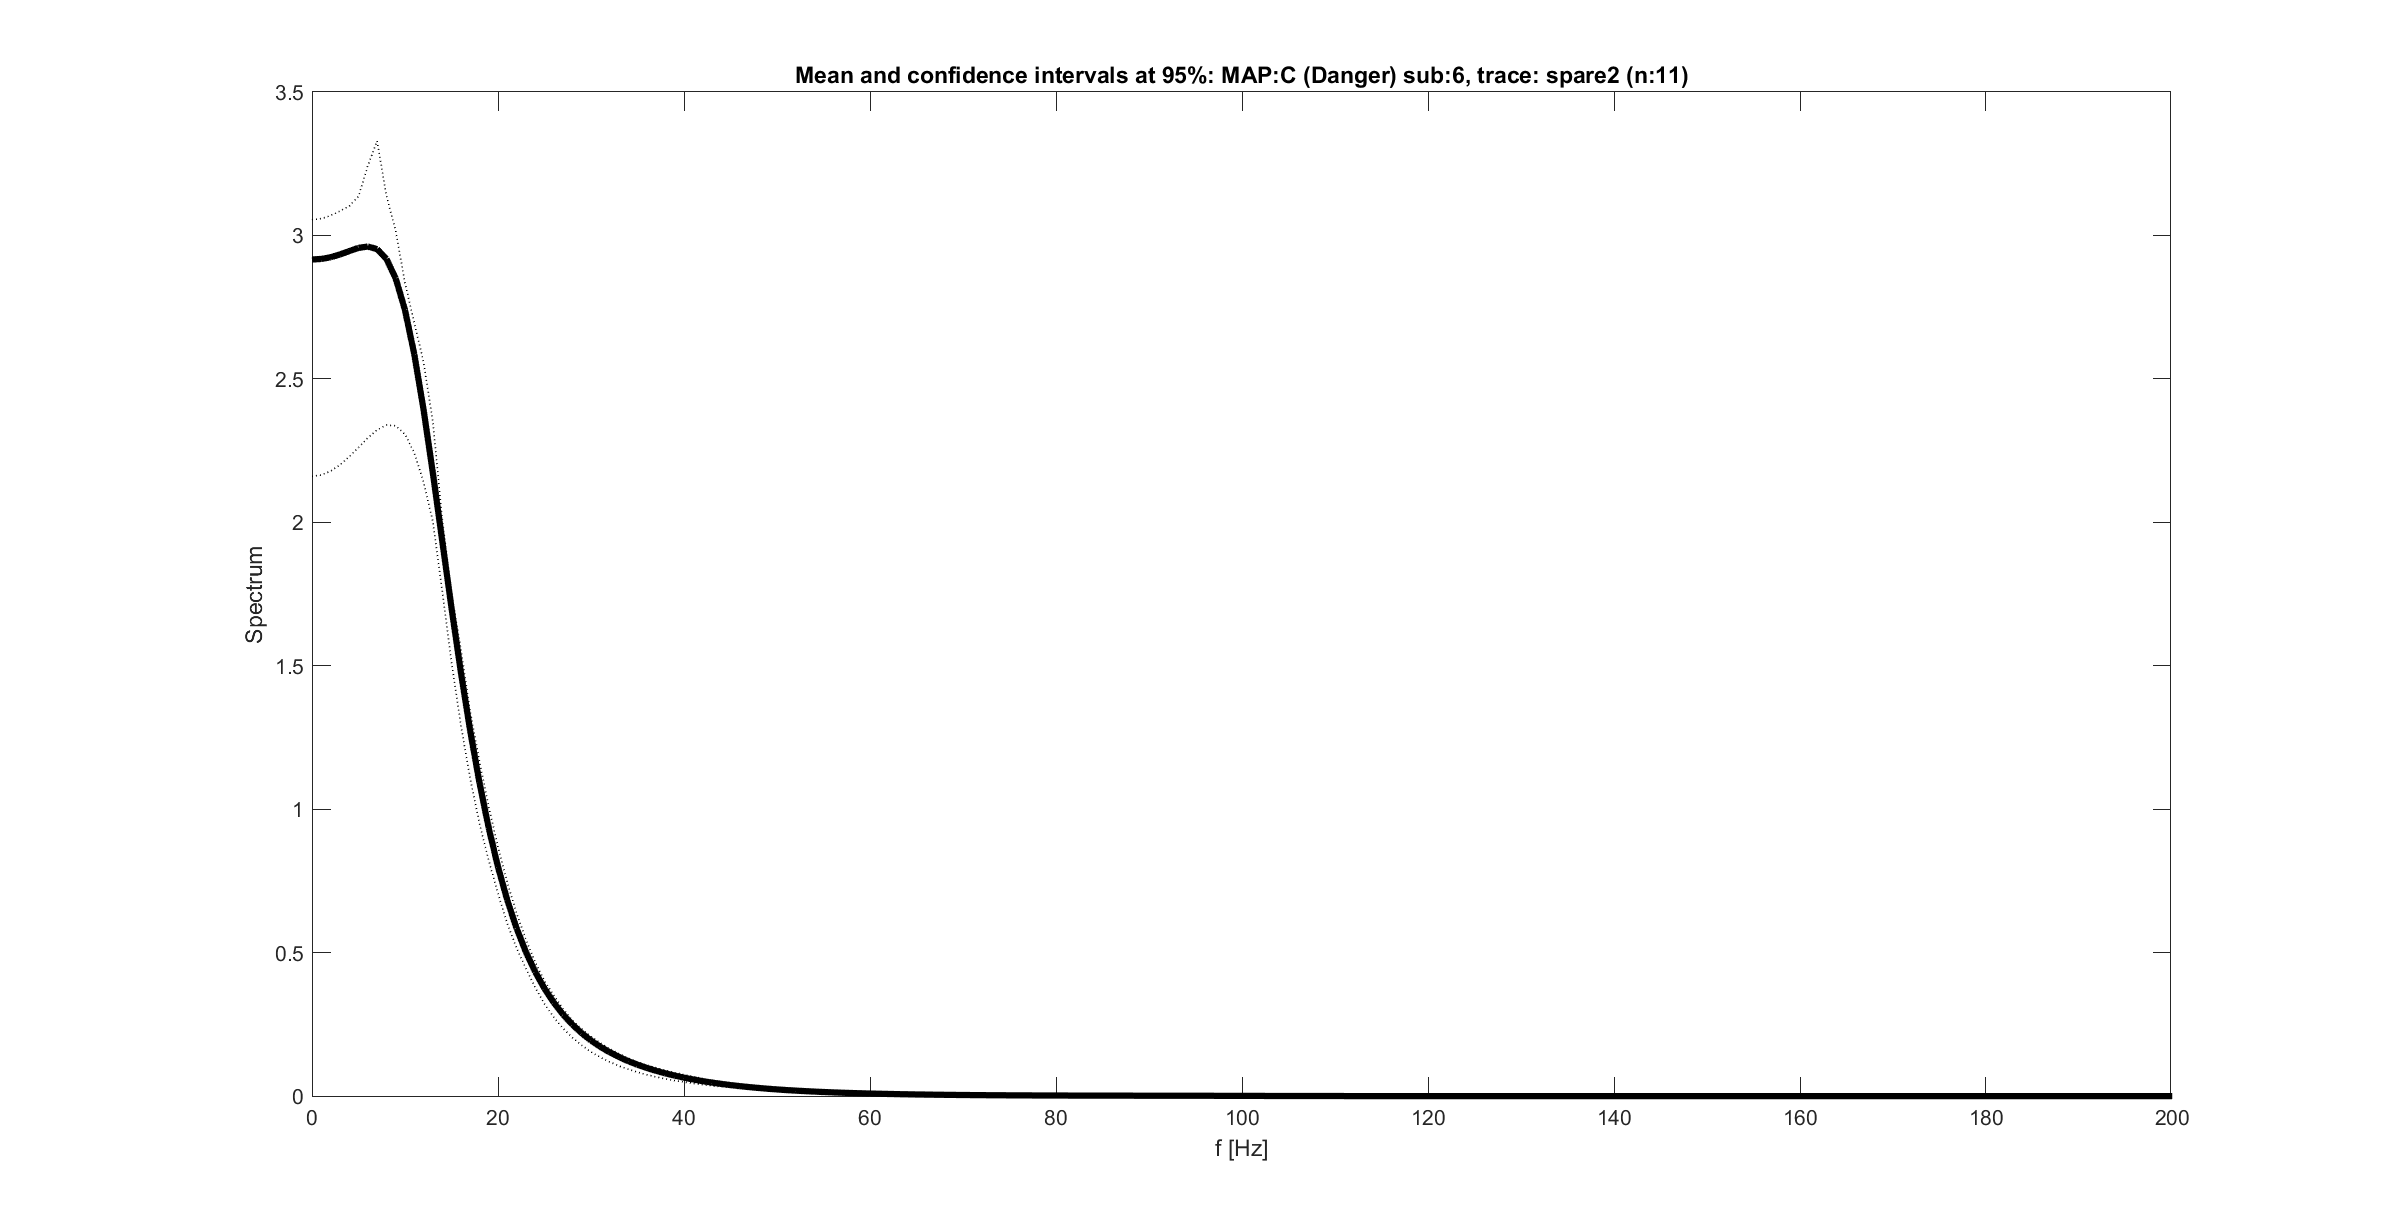 Mean and confidence intervals at 95%: MAP:C (Danger) sub:6, trace: spare2 (n:11)
3.5
3
2.5
2
1.5
1
0.5
0
Spectrum
0 20 40 60 80 100 120 140 160 180 200
f [Hz]